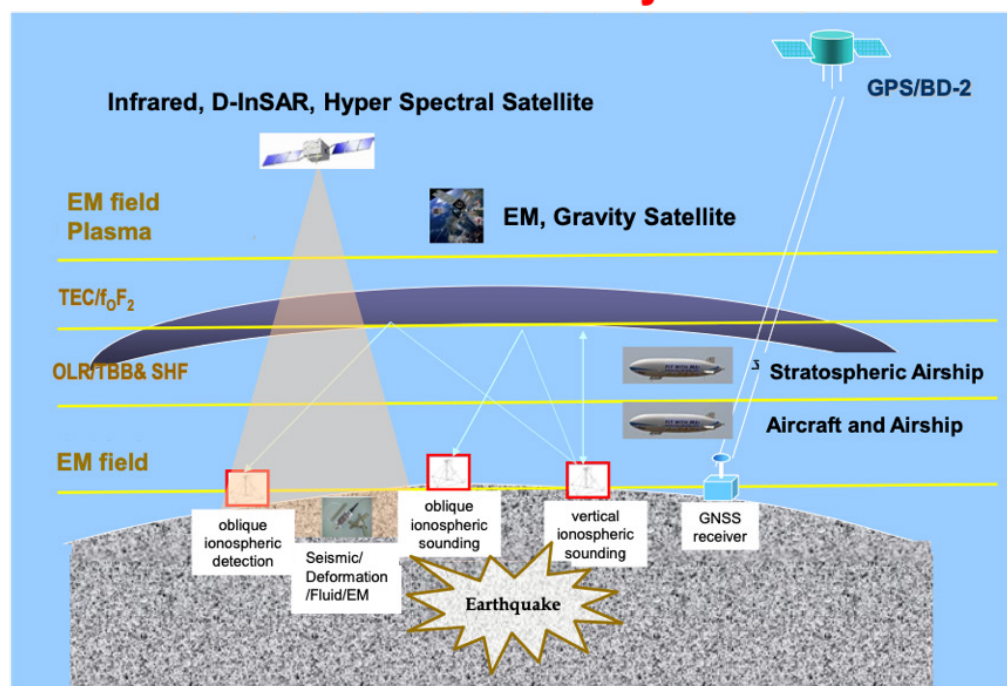 GPS/BD-2
Infrared, D-InSAR, Hyper Spectral Satellite
EM field
Plasma
EM, Gravity Satellite
TEC/f₀F₂
OLR/TBB& SHF
Stratospheric Airship
Aircraft and Airship
EM field
oblique
ionospheric
detection
Seismic/
Deformation
/Fluid/EM
oblique
ionospheric
sounding
vertical
ionospheric
sounding
GNSS
receiver
Earthquake